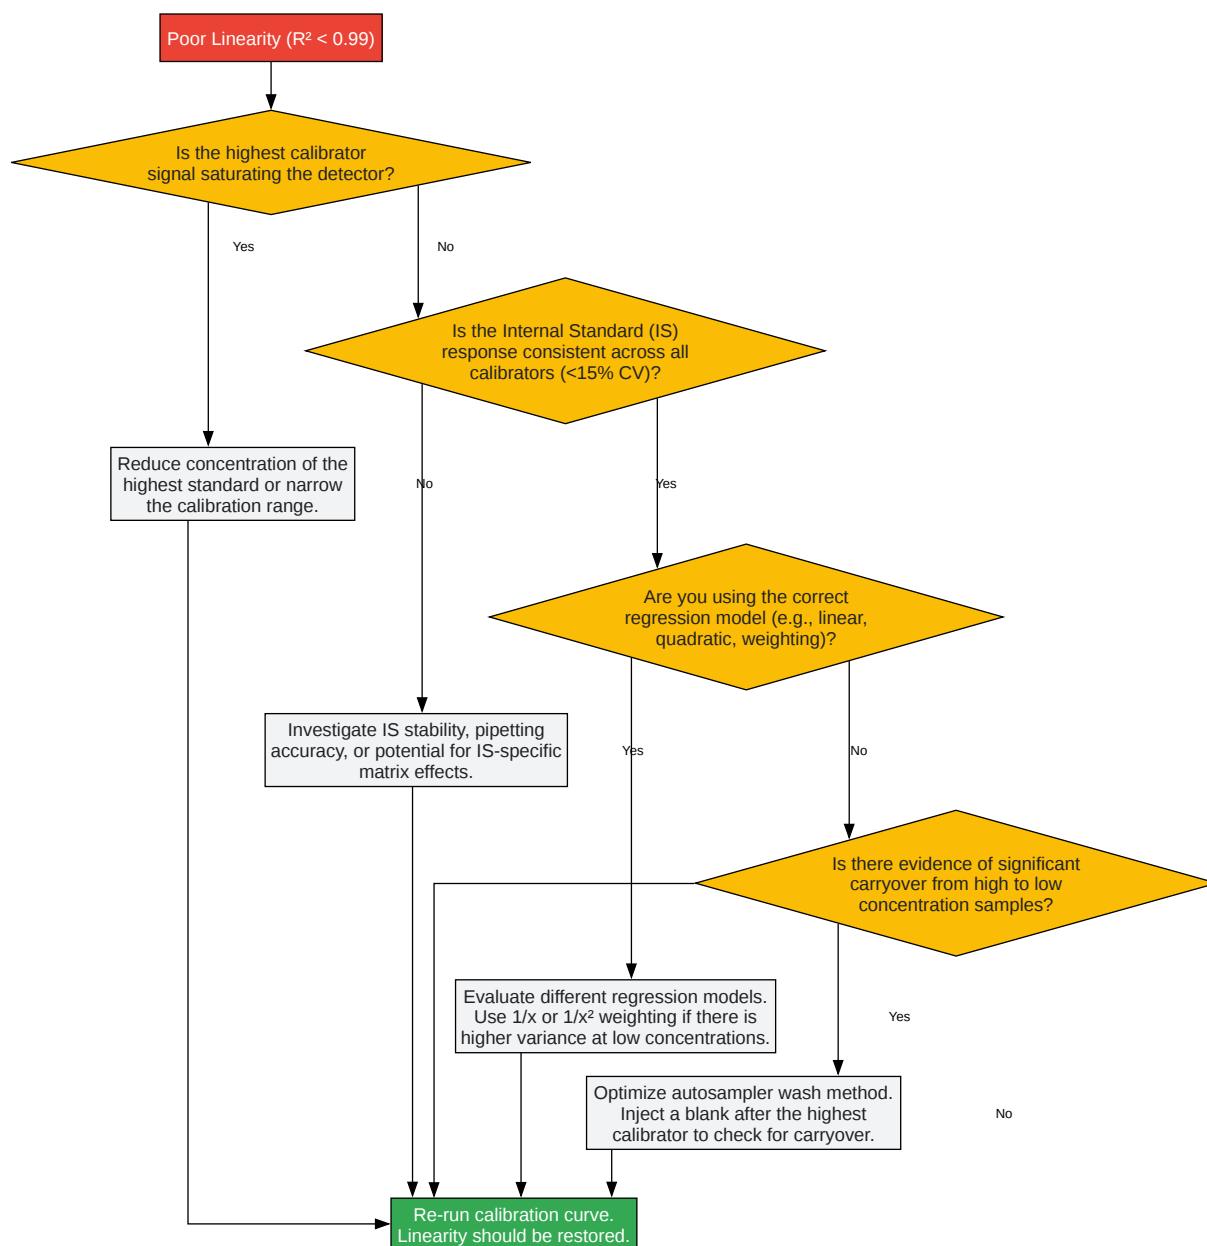 Poor Linearity (R² < 0.99)
Is the highest calibrator
signal saturating the detector?
Yes
No
Is the Internal Standard (IS)
response consistent across all
calibrators (<15% CV)?
Reduce concentration of the
highest standard or narrow
the calibration range.
No
Yes
Are you using the correct
regression model (e.g., linear,
quadratic, weighting)?
Investigate IS stability, pipetting
accuracy, or potential for IS-specific
matrix effects.
Yes
No
Is there evidence of significant
carryover from high to low
concentration samples?
Evaluate different regression models.
Use 1/x or 1/x² weighting if there is
higher variance at low concentrations.
Yes
Optimize autosampler wash method.
Inject a blank after the highest
calibrator to check for carryover.
No
Re-run calibration curve.
Linearity should be restored.